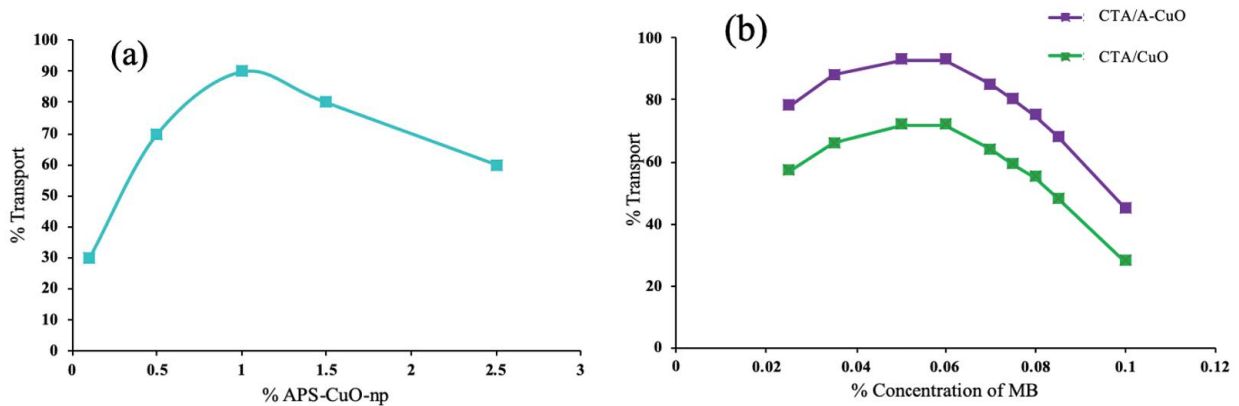 (a)
% Transport
100
90
80
70
60
50
40
30
20
10
0
0 0.5 1 1.5 2 2.5 3
% APS-CuO-np
(b)
CTA/A-CuO
CTA/CuO
% Transport
100
80
60
40
20
0
0 0.02 0.04 0.06 0.08 0.1 0.12
% Concentration of MB